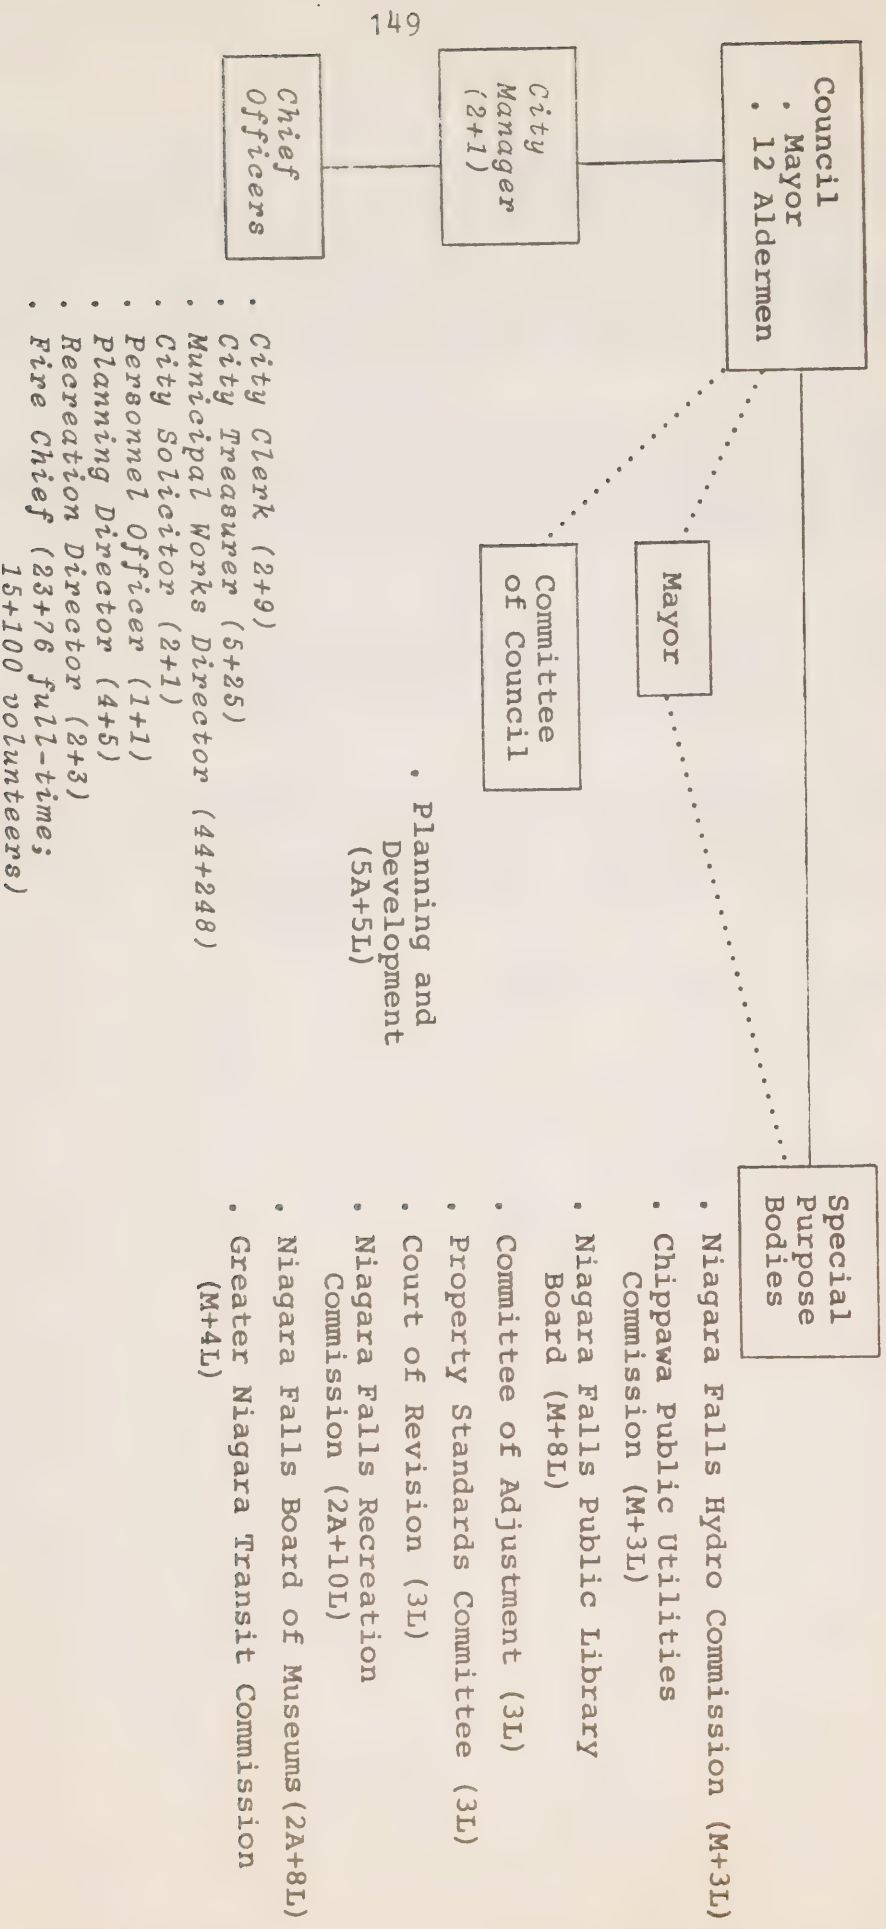 149
Council
. Mayor
. 12 Aldermen
City
Manager
(2+1)
Chief
Officers
. City Clerk (2+9)
. City Treasurer (5+25)
. Municipal Works Director (44+248)
. City Solicitor (2+1)
. Personnel Officer (1+1)
. Planning Director (4+5)
. Recreation Director (2+3)
. Fire Chief (23+76 full-time;
15+100 volunteers)
Mayor
Committee
of Council
. Planning and
Development
(5A+5L)
Special
Purpose
Bodies
. Niagara Falls Hydro Commission (M+3L)
. Chippawa Public Utilities
Commission (M+3L)
. Niagara Falls Public Library
Board (M+8L)
. Committee of Adjustment (3L)
. Property Standards Committee (3L)
. Court of Revision (3L)
. Niagara Falls Recreation
Commission (2A+10L)
. Niagara Falls Board of Museums(2A+8L)
. Greater Niagara Transit Commission
(M+4L)